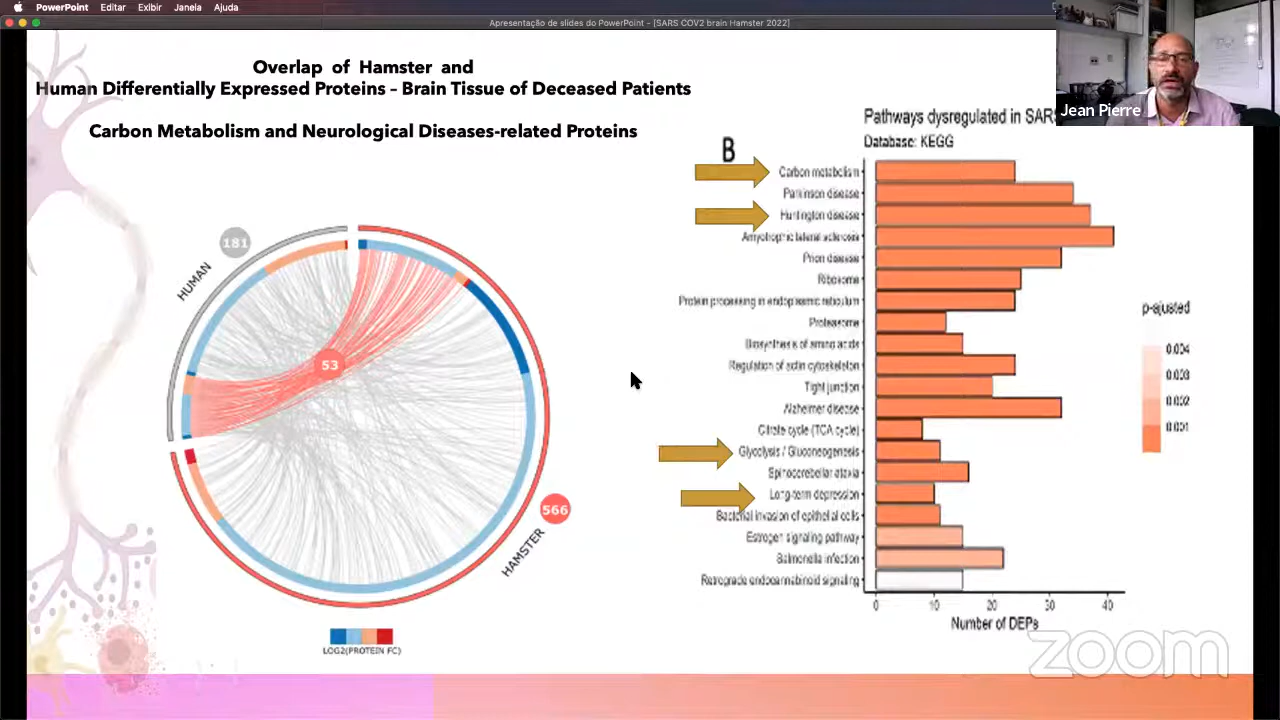 PowerPoint Editar Exibir Janela Ajuda
Apresentação de slides do PowerPoint - [SARS COV2 brain Hamster 2022]
Jean Pierre
Overlap of Hamster and
Human Differentially Expressed Proteins – Brain Tissue of Deceased Patients
Carbon Metabolism and Neurological Diseases-related Proteins
181
HUMAN
53
566
HAMSTER
LOG2(PROTEIN FC)
B
Pathways dysregulated in SARS
Database: KEGG
Carbon metabolism
Parkinson disease
Huntington disease
Amyotrophic lateral sclerosis
Prion disease
Ribosome
Protein processing in endoplasmic reticulum
Proteasome
Biosynthesis of amino acids
Regulation of actin cytoskeleton
Tight junction
Alzheimer disease
Citrate cycle (TCA cycle)
Glycolysis / Gluconeogenesis
Spinocerebellar ataxia
Long-term depression
Bacterial invasion of epithelial cells
Estrogen signaling pathway
Salmonella infection
Retrograde endocannabinoid signaling
0 10 20 30 40
Number of DEPs
p-ajusted
0.004
0.003
0.002
0.001
zoom